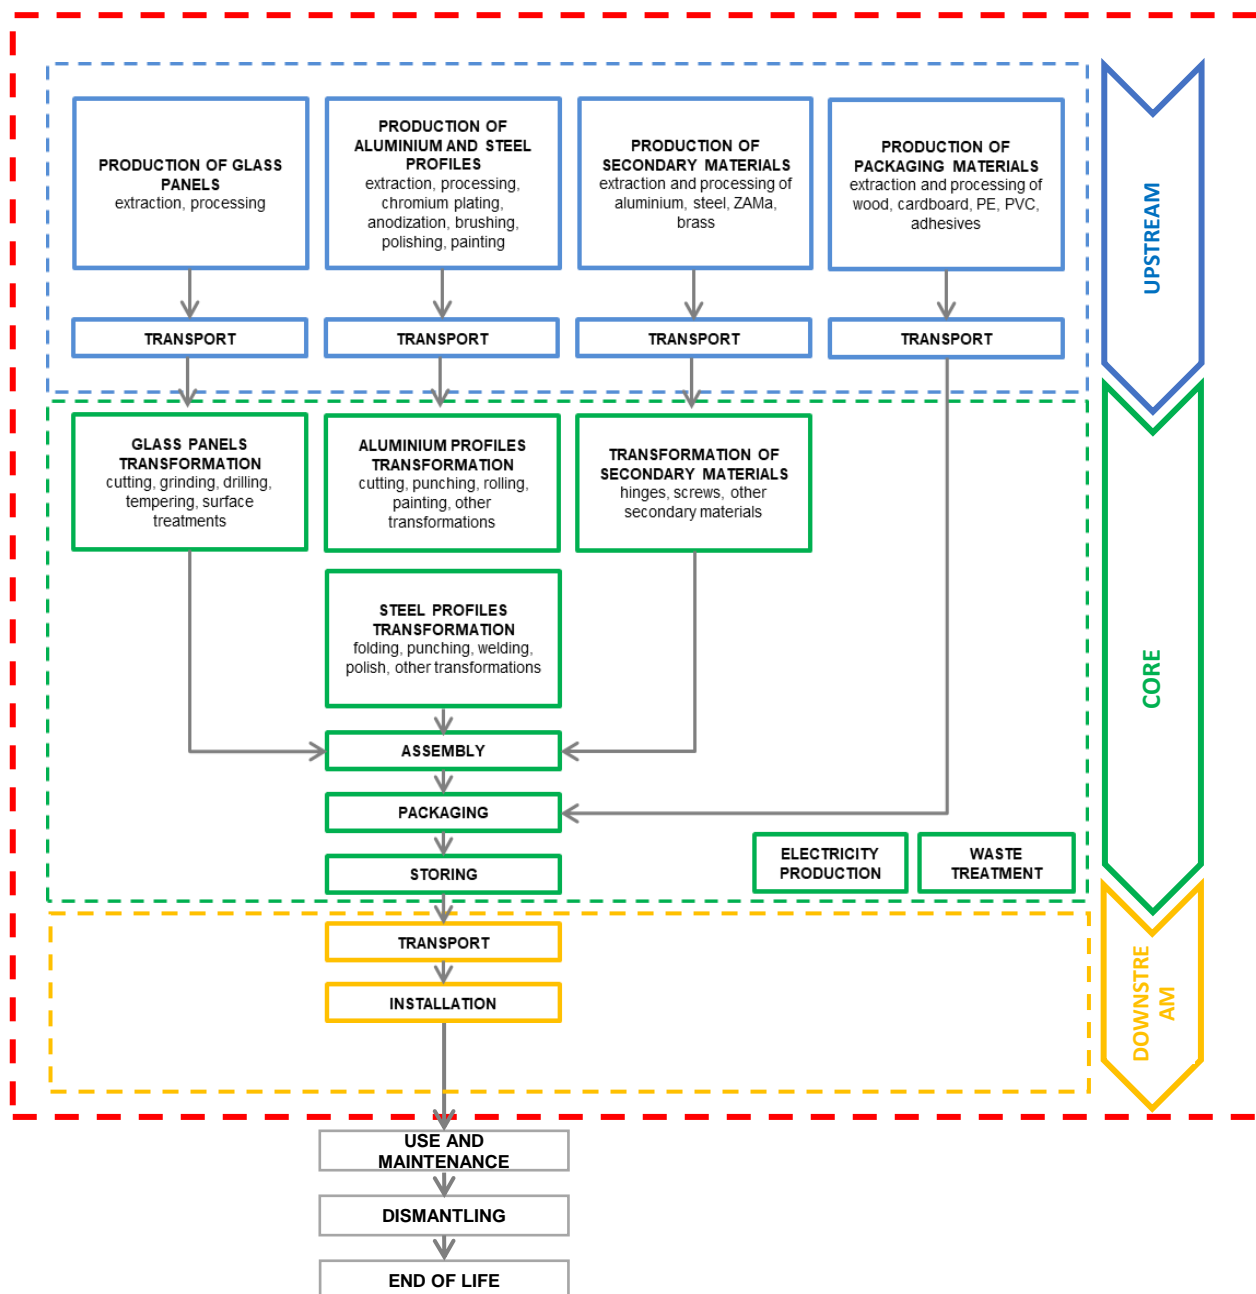 PRODUCTION OF GLASS
PANELS
extraction, processing
PRODUCTION OF
ALUMINIUM AND STEEL
PROFILES
extraction, processing,
chromium plating,
anodization, brushing,
polishing, painting
PRODUCTION OF
SECONDARY MATERIALS
extraction and processing of
aluminium, steel, ZAMa,
brass
PRODUCTION OF
PACKAGING MATERIALS
extraction and processing of
wood, cardboard, PE, PVC,
adhesives
UPSTREAM
TRANSPORT
TRANSPORT
TRANSPORT
TRANSPORT
GLASS PANELS
TRANSFORMATION
cutting, grinding, drilling,
tempering, surface
treatments
ALUMINIUM PROFILES
TRANSFORMATION
cutting, punching, rolling,
painting, other
transformations
TRANSFORMATION OF
SECONDARY MATERIALS
hinges, screws, other
secondary materials
STEEL PROFILES
TRANSFORMATION
folding, punching, welding,
polish, other transformations
CORE
ASSEMBLY
PACKAGING
STORING
ELECTRICITY
PRODUCTION
WASTE
TREATMENT
TRANSPORT
INSTALLATION
DOWNSTRE
AM
USE AND
MAINTENANCE
DISMANTLING
END OF LIFE